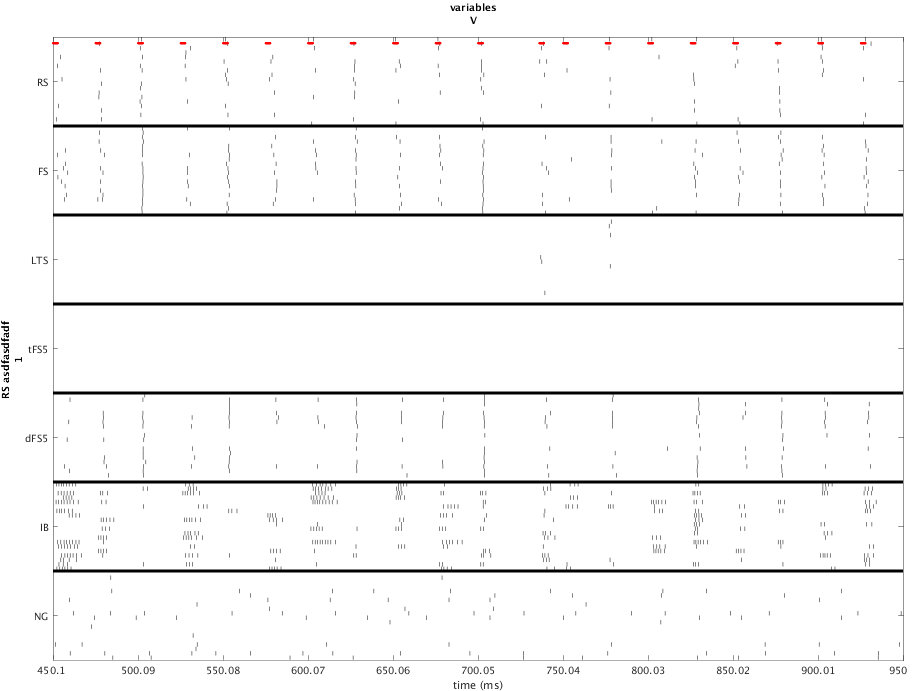 variables
V
RS
FS
LTS
tFS5
dFS5
IB
NG
RS asdfasdfasdfadf
1
450.1 500.09 550.08 600.07 650.06 700.05 750.04 800.03 850.02 900.01 950
time (ms)